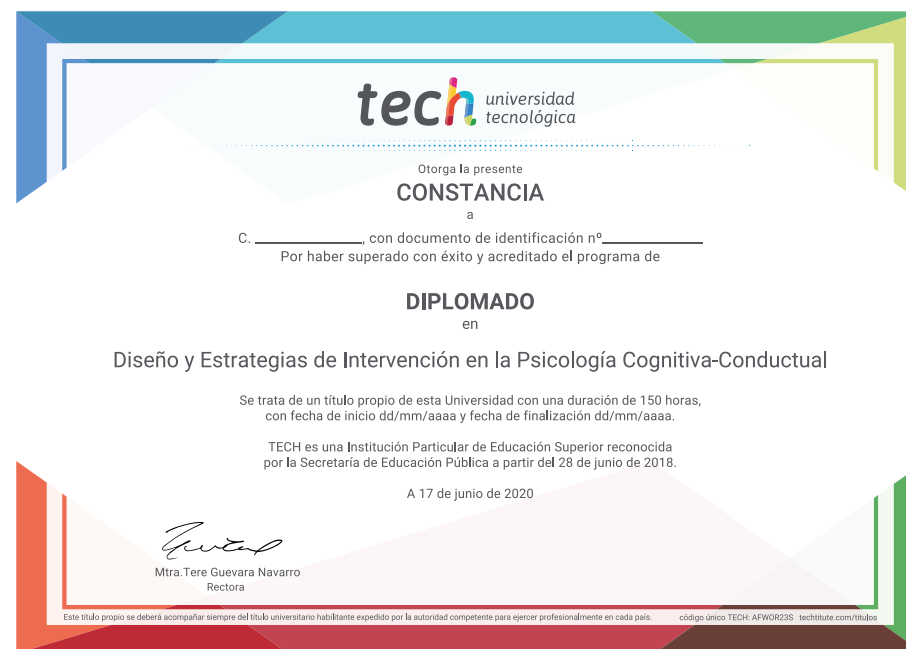 tech universidad
tecnológica
Otorga la presente
CONSTANCIA
a
C. ____________, con documento de identificación nº____________
Por haber superado con éxito y acreditado el programa de
DIPLOMADO
en
Diseño y Estrategias de Intervención en la Psicología Cognitiva-Conductual
Se trata de un título propio de esta Universidad con una duración de 150 horas,
con fecha de inicio dd/mm/aaaa y fecha de finalización dd/mm/aaaa.
TECH es una Institución Particular de Educación Superior reconocida
por la Secretaría de Educación Pública a partir del 28 de junio de 2018.
A 17 de junio de 2020
Mtra.Tere Guevara Navarro
Rectora
Este título propio se deberá acompañar siempre del título universitario habilitante expedido por la autoridad competente para ejercer profesionalmente en cada país. código único TECH: AFWOR23S techtitute.com/titulos